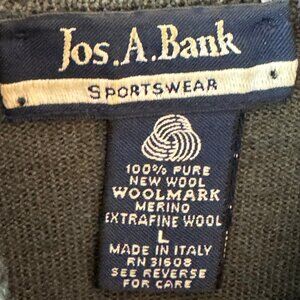 Jos. A. Bank
SPORTSWEAR
100% PURE
NEW WOOL
WOOLMARK
MERINO
EXTRAFINE WOOL
L
MADE IN ITALY
RN 31608
SEE REVERSE
FOR CARE